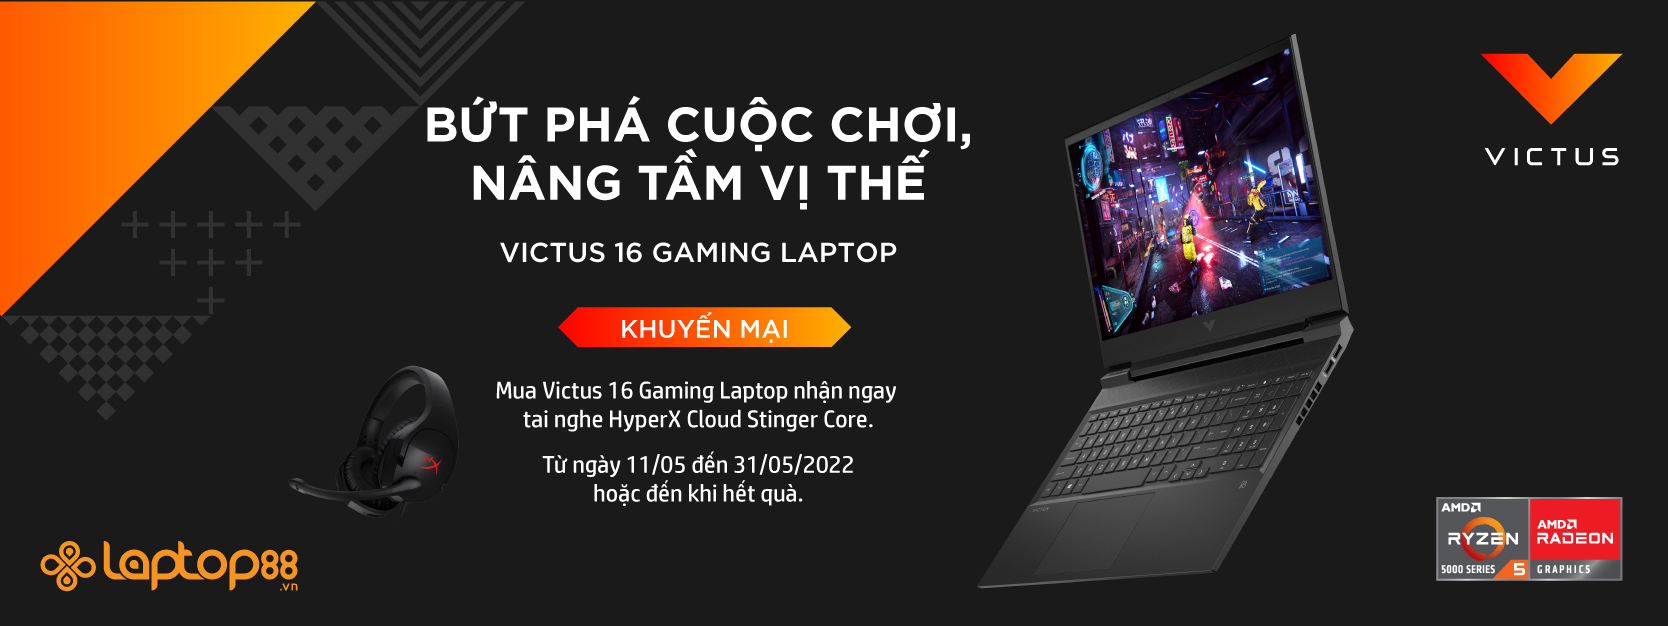 BỨT PHÁ CUỘC CHƠI,
NÂNG TẦM VỊ THẾ
VICTUS 16 GAMING LAPTOP
KHUYẾN MẠI
Mua Victus 16 Gaming Laptop nhận ngay
tai nghe HyperX Cloud Stinger Core.
Từ ngày 11/05 đến 31/05/2022
hoặc đến khi hết quà.
Laptop88
.vn
VICTUS
AMD
RYZEN
5000 SERIES 5
AMD
RADEON
GRAPHICS